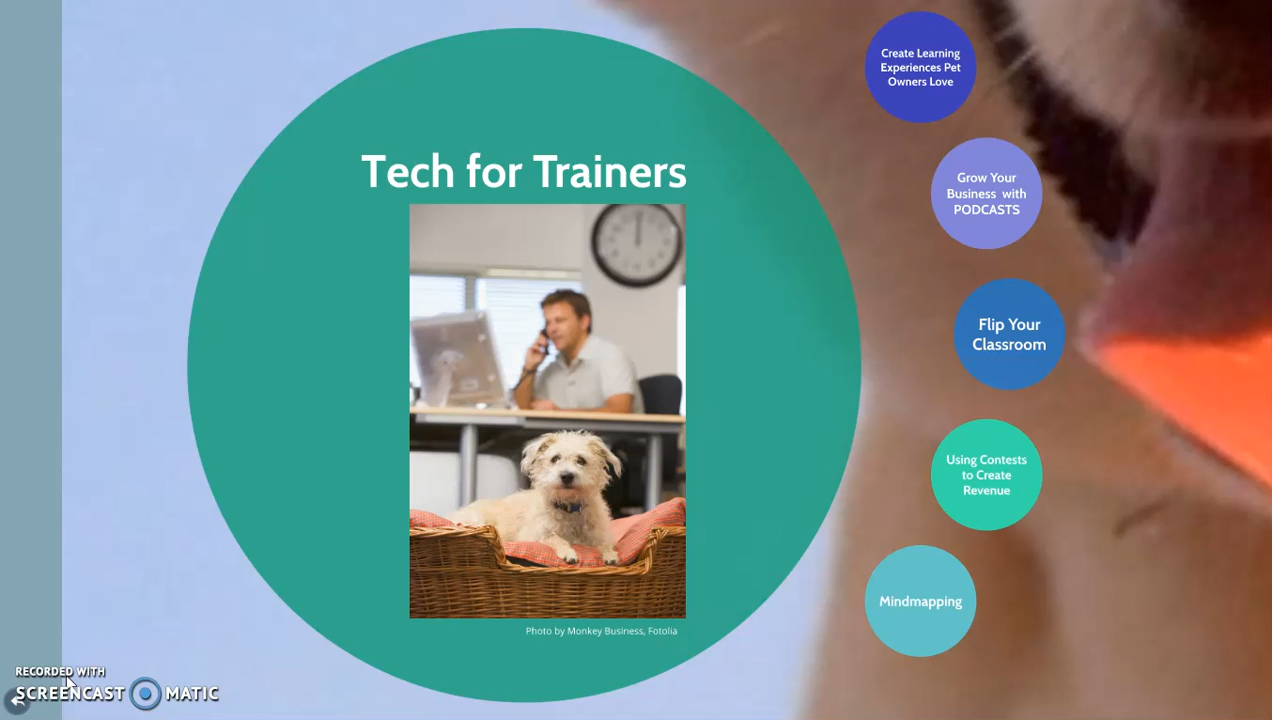 Tech for Trainers
Photo by Monkey Business, Fotolia
Create Learning
Experiences Pet
Owners Love
Grow Your
Business with
PODCASTS
Flip Your
Classroom
Using Contests
to Create
Revenue
Mindmapping
RECORDED WITH
SCREENCAST MATIC